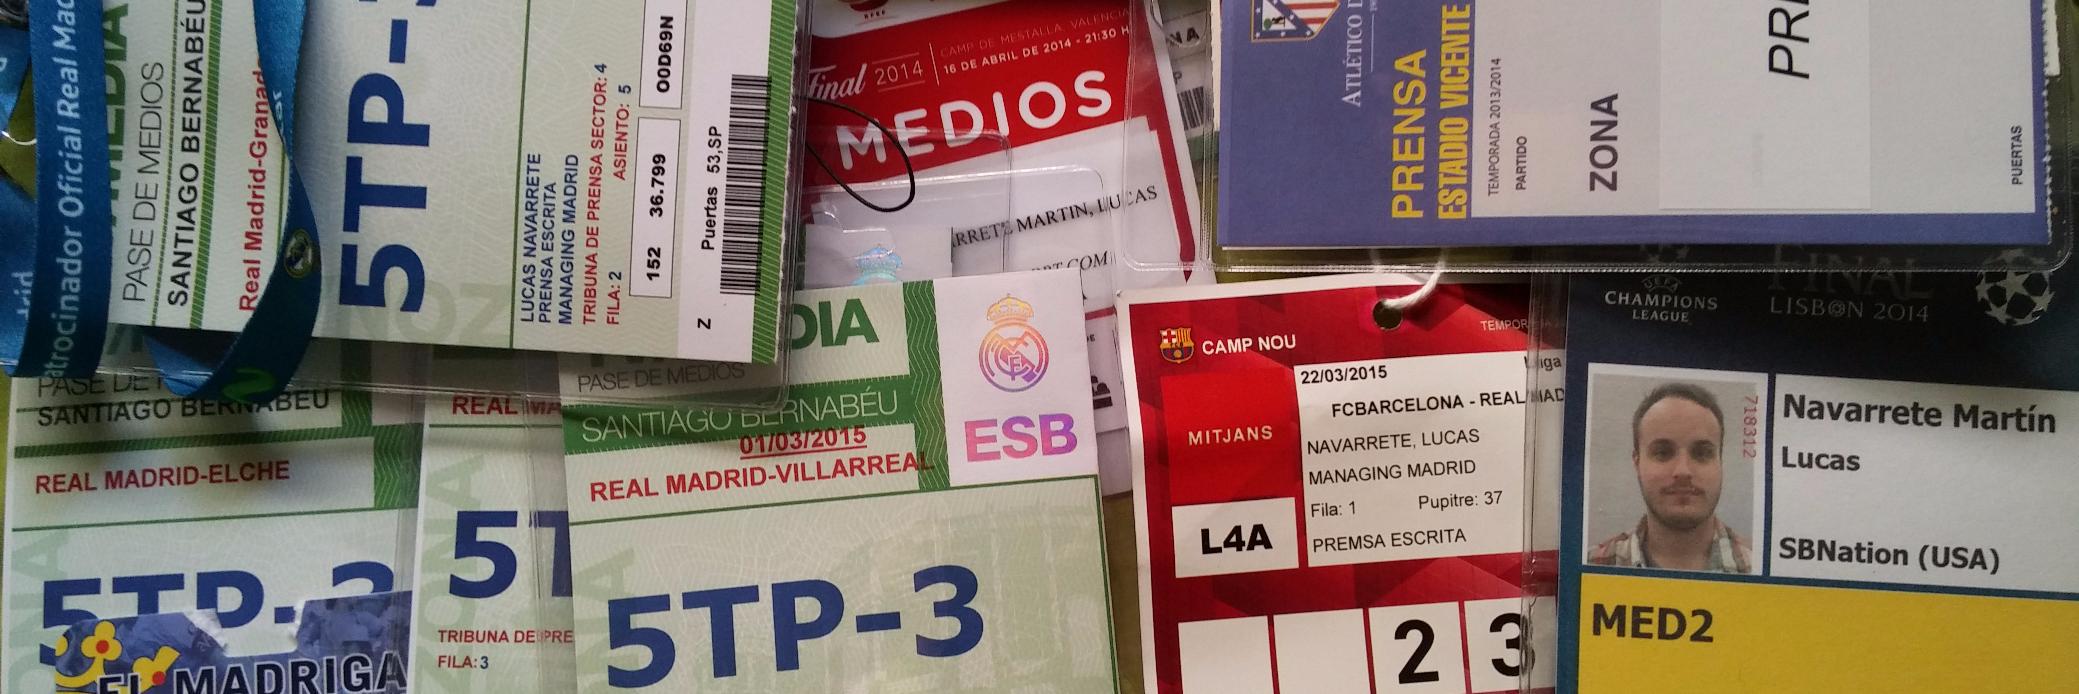 Patrocinador Oficial Real Mad
PASE DE MEDIOS
SANTIAGO BERNABÉU
Real Madrid-Granad
5TP-
LUCAS NAVARRETE
PRENSA ESCRITA
MANAGING MADRID
TRIBUNA DE PRENSA SECTOR: 4
FILA: 2 ASIENTO: 5
152 36.799 00D69N
Z Puertas 53,SP
Final 2014
CAMP DE MESTALLA, VALENCIA
16 DE ABRIL DE 2014 - 21:30 H
MEDIOS
RRETE MARTIN, LUCAS
COM
ATLÉTICO D
PRENSA
ESTADIO VICENTE
TEMPORADA 2013/2014
PARTIDO
ZONA
PR
PUERTAS
SANTIAGO BERNABÉU
REAL MADRID-ELCHE
5TP-3
EL MADRIGA
REAL MA
5T
TRIBUNA DE PRE
FILA: 3
DIA
PASE DE MEDIOS
SANTIAGO BERNABÉU
01/03/2015
REAL MADRID-VILLARREAL
ESB
5TP-3
CAMP NOU
TEMPOR
MITJANS
L4A
22/03/2015
FCBARCELONA - REAL MAD
NAVARRETE, LUCAS
MANAGING MADRID
Fila: 1 Pupitre: 37
PREMSA ESCRITA
2 3
UEFA
CHAMPIONS
LEAGUE
FINAL
LISBON 2014
718312
Navarrete Martín
Lucas
SBNation (USA)
MED2